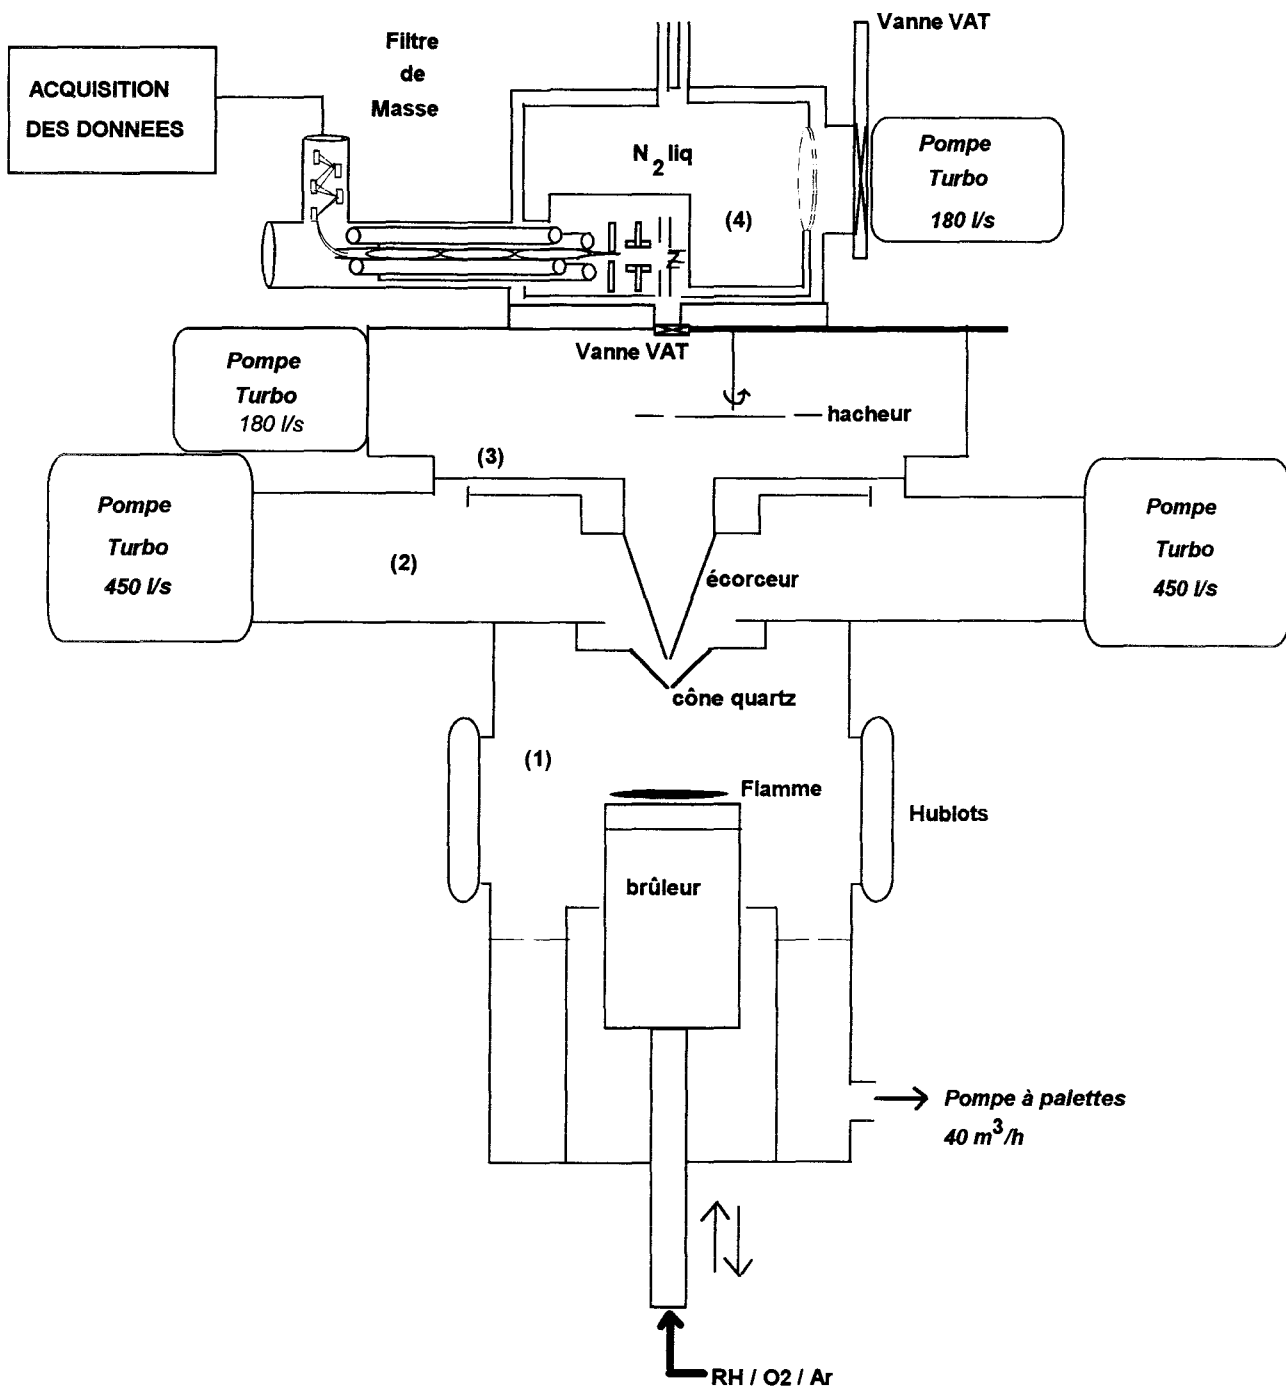 Vanne VAT
Filtre
de
Masse
ACQUISITION
DES DONNEES
N2 liq
Pompe
Turbo
180 l/s
(4)
Vanne VAT
Pompe
Turbo
180 l/s
hacheur
(3)
Pompe
Turbo
450 l/s
(2)
écorceur
Pompe
Turbo
450 l/s
cône quartz
(1)
Flamme
Hublots
brûleur
Pompe à palettes
40 m3/h
RH / O2 / Ar